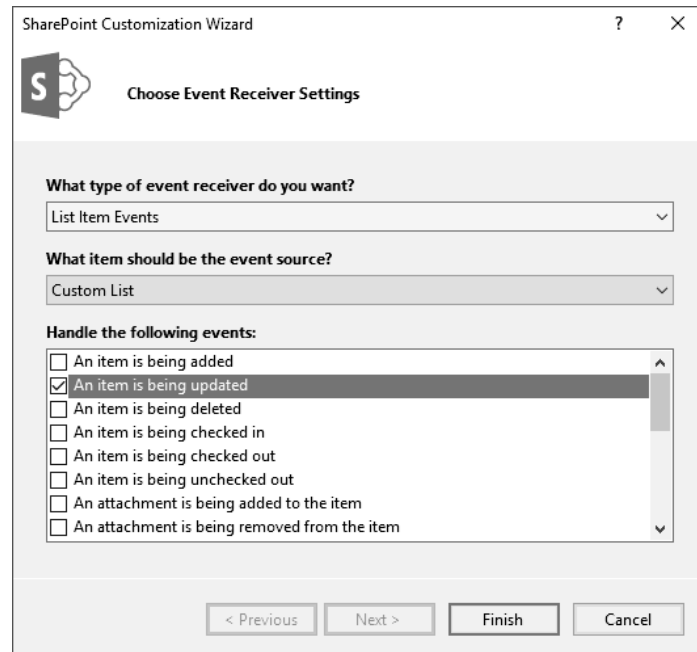 SharePoint Customization Wizard
?
S
Choose Event Receiver Settings
What type of event receiver do you want?
List Item Events
What item should be the event source?
Custom List
Handle the following events:
An item is being added
An item is being updated
An item is being deleted
An item is being checked in
An item is being checked out
An item is being unchecked out
An attachment is being added to the item
An attachment is being removed from the item
< Previous
Next >
Finish
Cancel